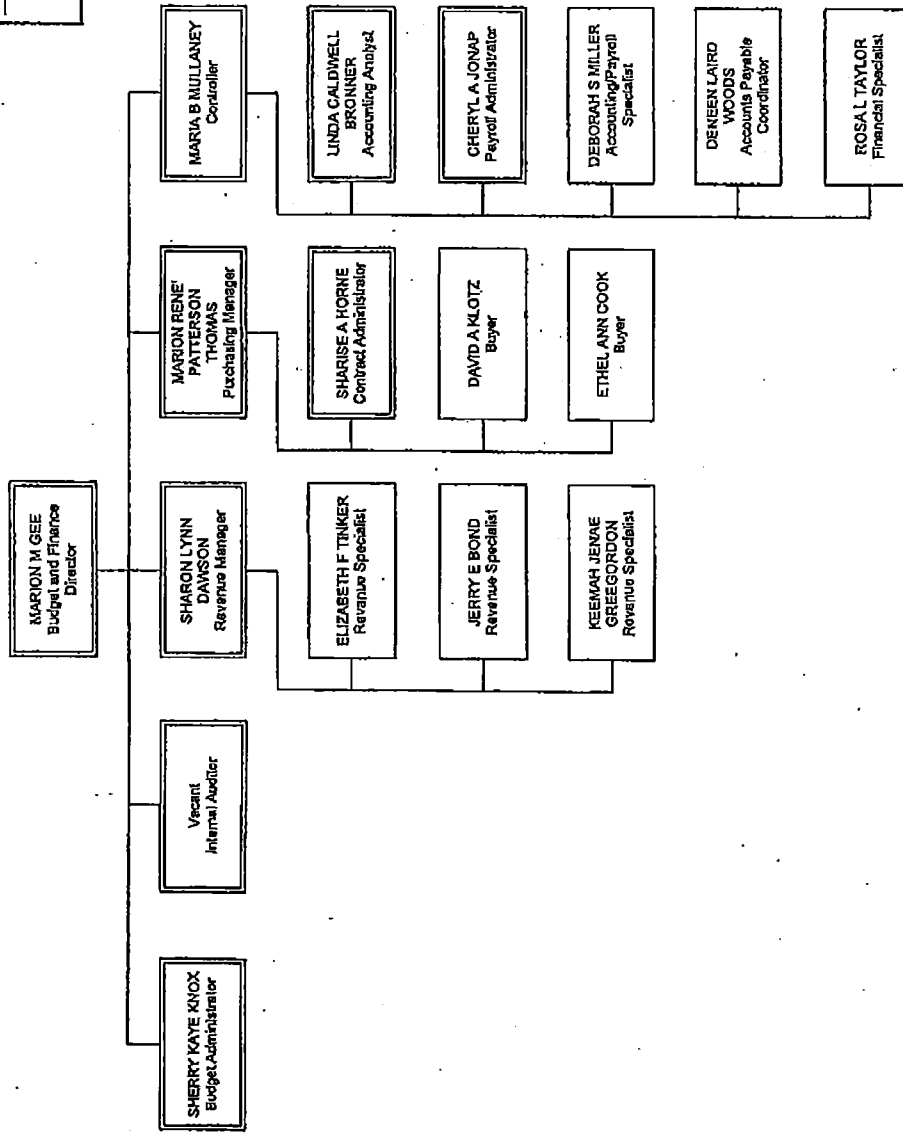 MARION M GEE
Budget and Finance
Director
SHERRY KAYE KNOX
Budget Administrator
Vacant
Internal Auditor
SHARON LYNN
DAWSON
Revenue Manager
ELIZABETH F TINKER
Revenue Specialist
JERRY E BOND
Revenue Specialist
KEEMAH JENAE
GREEGORDON
Revenue Specialist
MARION RENE'
PATTERSON
THOMAS
Purchasing Manager
SHARISE A HORNE
Contract Administrator
DAVID A KLOTZ
Buyer
ETHEL ANN COOK
Buyer
MARIA B MULLANEY
Controller
LINDA CALDWELL
BRONNER
Accounting Analyst
CHERYL A JONAP
Payroll Administrator
DEBORAH S MILLER
Accounting/Payroll
Specialist
DENEEN LAIRD
WOODS
Accounts Payable
Coordinator
ROSA L TAYLOR
Financial Specialist